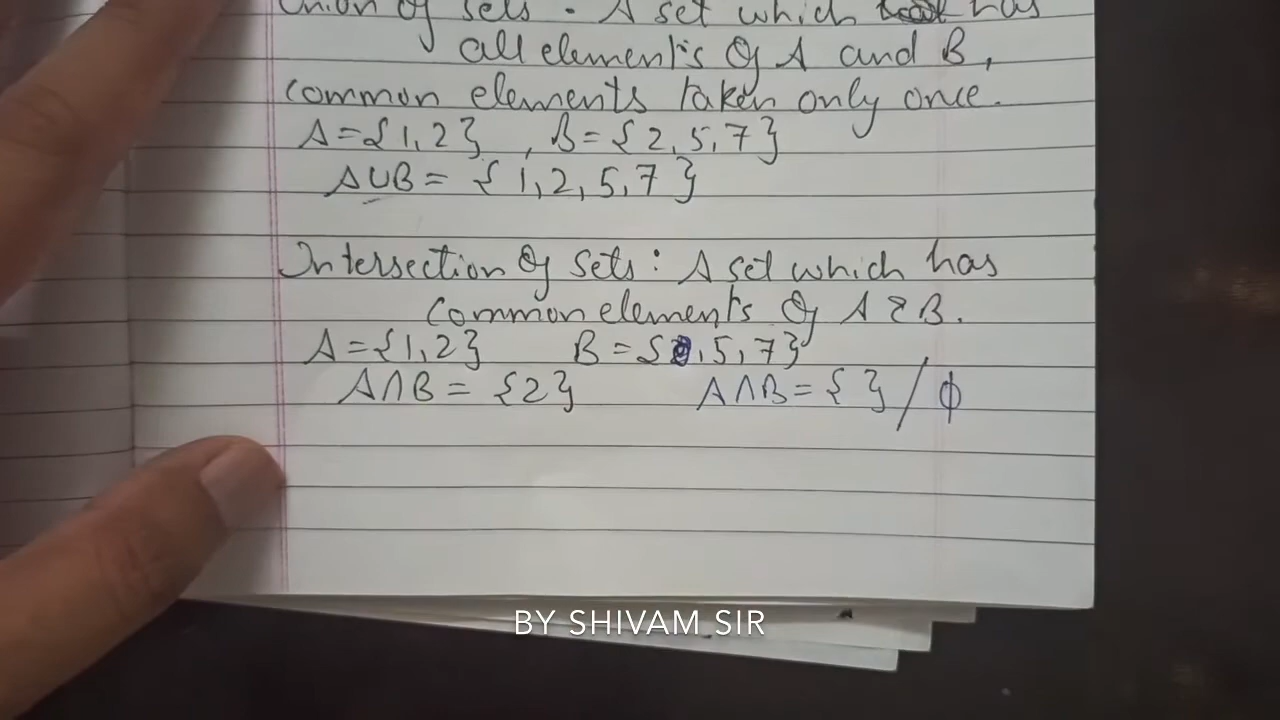 Union of sets. A set which has
all elements of A and B,
common elements taken only once.
A={1,2} , B={2,5,7}
A∪B= {1,2,5,7}
Intersection of sets: A set which has
common elements of A & B.
A={1,2} B={ ,5,7}
A∩B= {2} A∩B={ }/ϕ
BY SHIVAM SIR